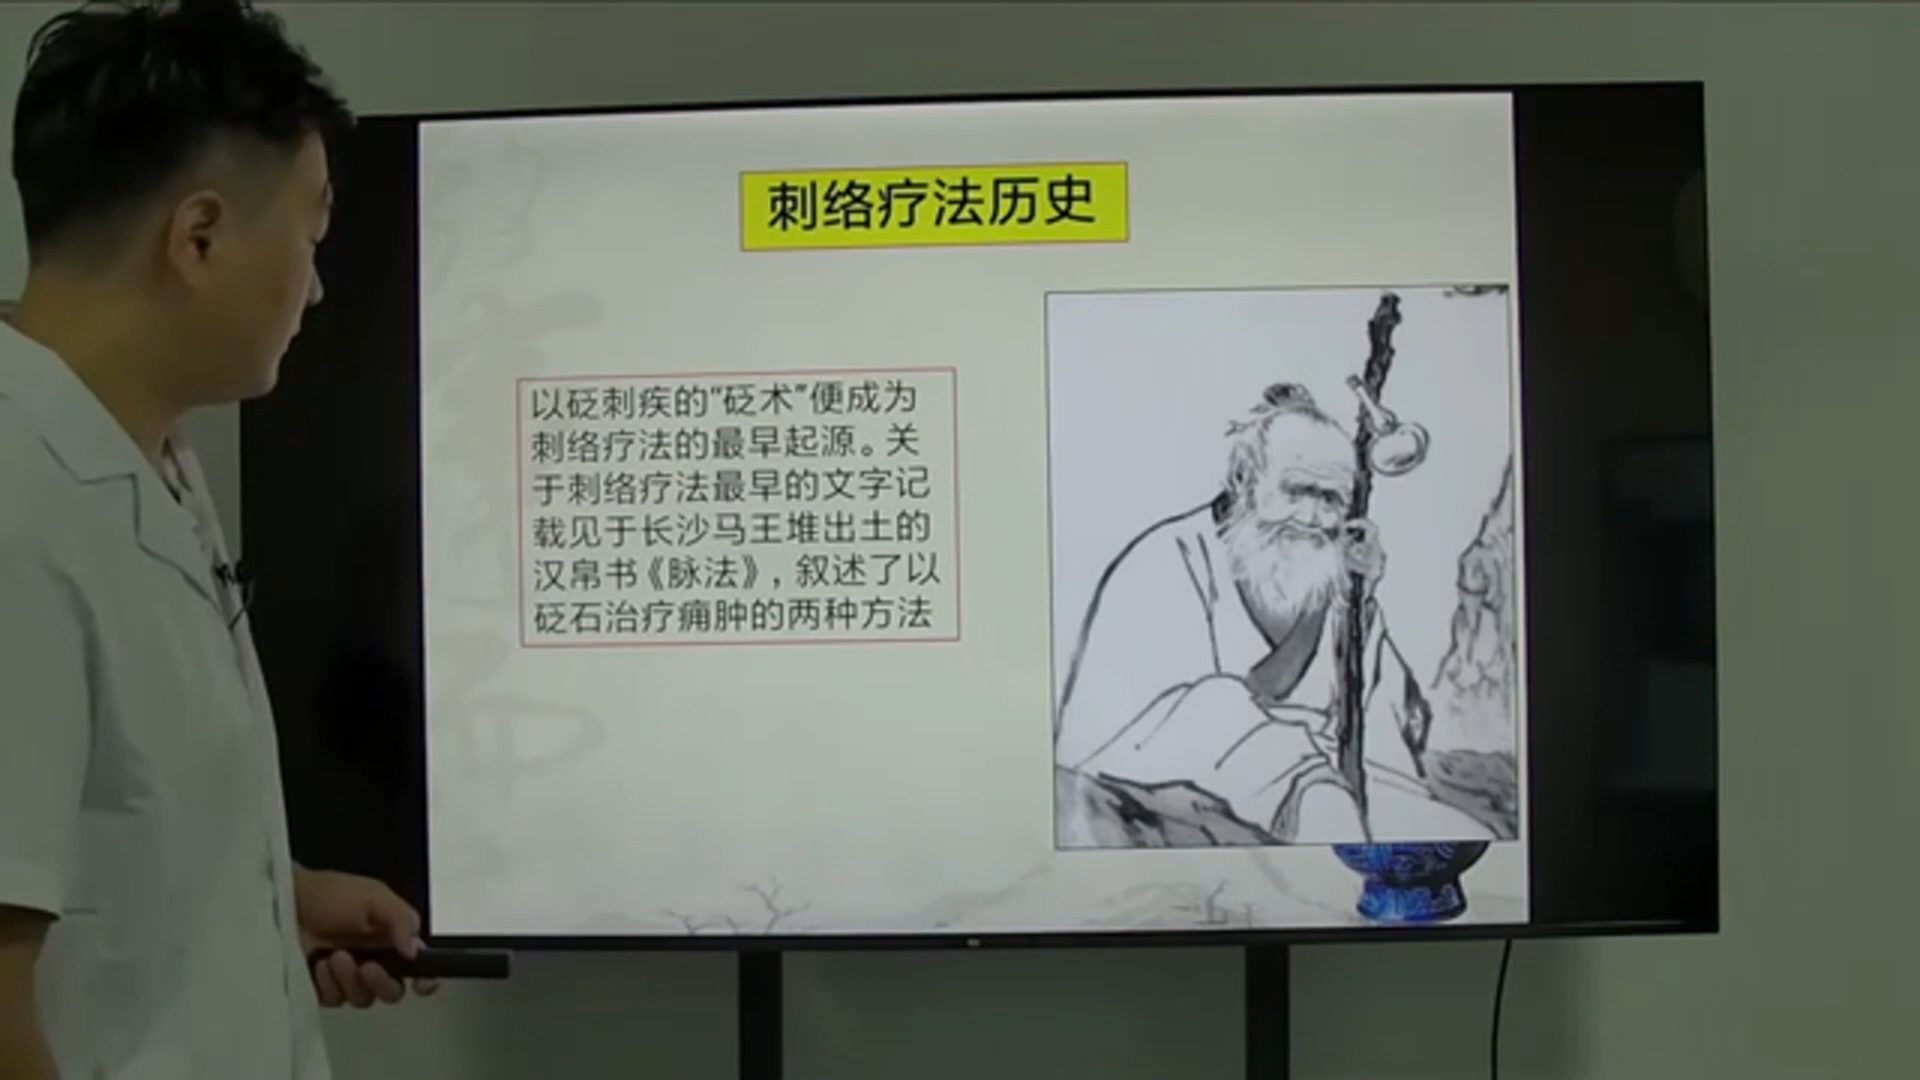 刺络疗法历史
以砭刺疾的“砭术”便成为
刺络疗法的最早起源。关
于刺络疗法最早的文字记
载见于长沙马王堆出土的
汉帛书《脉法》，叙述了以
砭石治疗痈肿的两种方法